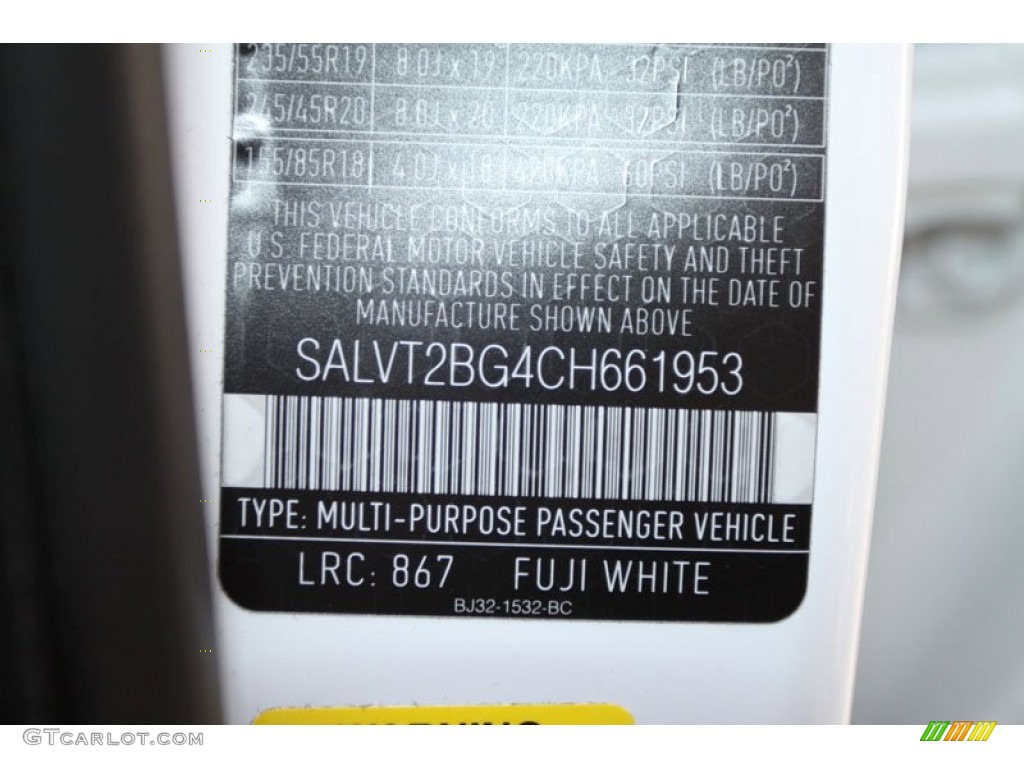 235/55R19 8.0J x 19 220KPA 32PSI (LB/PO²)
245/45R20 8.0J x 20 220KPA 32PSI (LB/PO²)
155/85R18 4.0J x 18 420KPA 60PSI (LB/PO²)
THIS VEHICLE CONFORMS TO ALL APPLICABLE
U.S. FEDERAL MOTOR VEHICLE SAFETY AND THEFT
PREVENTION STANDARDS IN EFFECT ON THE DATE OF
MANUFACTURE SHOWN ABOVE
SALVT2BG4CH661953
TYPE: MULTI-PURPOSE PASSENGER VEHICLE
LRC: 867 FUJI WHITE
BJ32-1532-BC
WARNING
GTcarlot.com